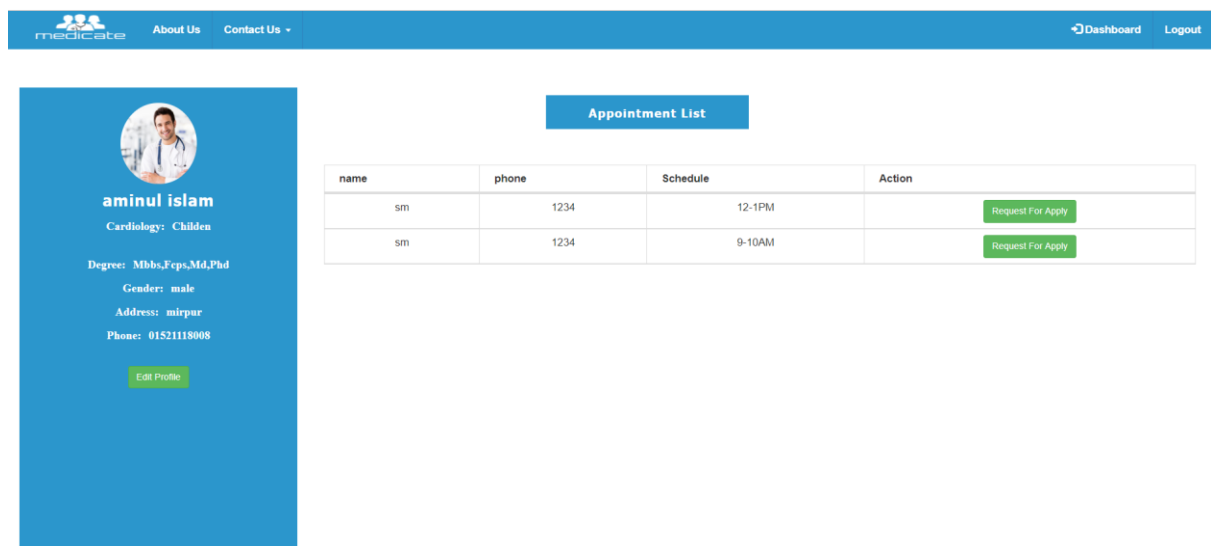 medicate About Us Contact Us Dashboard Logout
aminul islam
Cardiology: Childen
Degree: Mbbs,Fcps,Md,Phd
Gender: male
Address: mirpur
Phone: 01521118008
Edit Profile
Appointment List
name phone Schedule Action
sm 1234 12-1PM Request For Apply
sm 1234 9-10AM Request For Apply